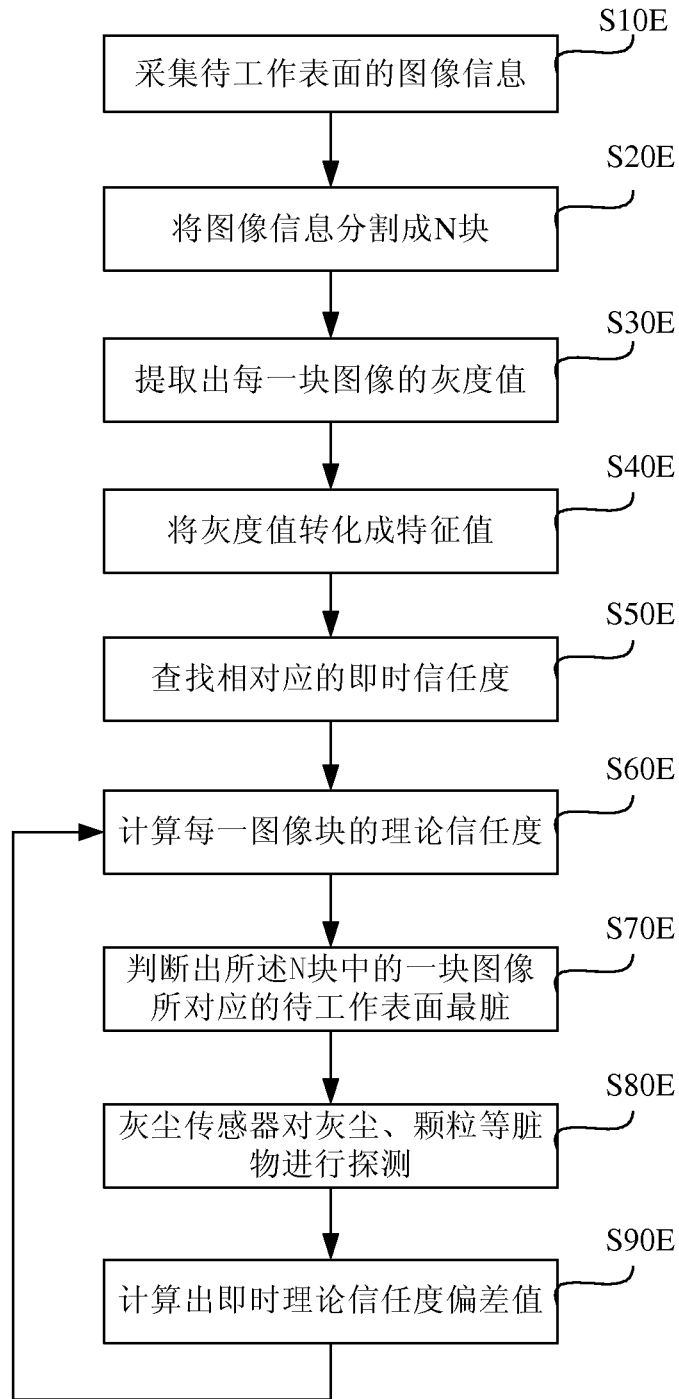 S10E
采集待工作表面的图像信息
S20E
将图像信息分割成N块
S30E
提取出每一块图像的灰度值
S40E
将灰度值转化成特征值
S50E
查找相对应的即时信任度
S60E
计算每一图像块的理论信任度
S70E
判断出所述N块中的一块图像
所对应的待工作表面最脏
S80E
灰尘传感器对灰尘、颗粒等脏
物进行探测
S90E
计算出即时理论信任度偏差值